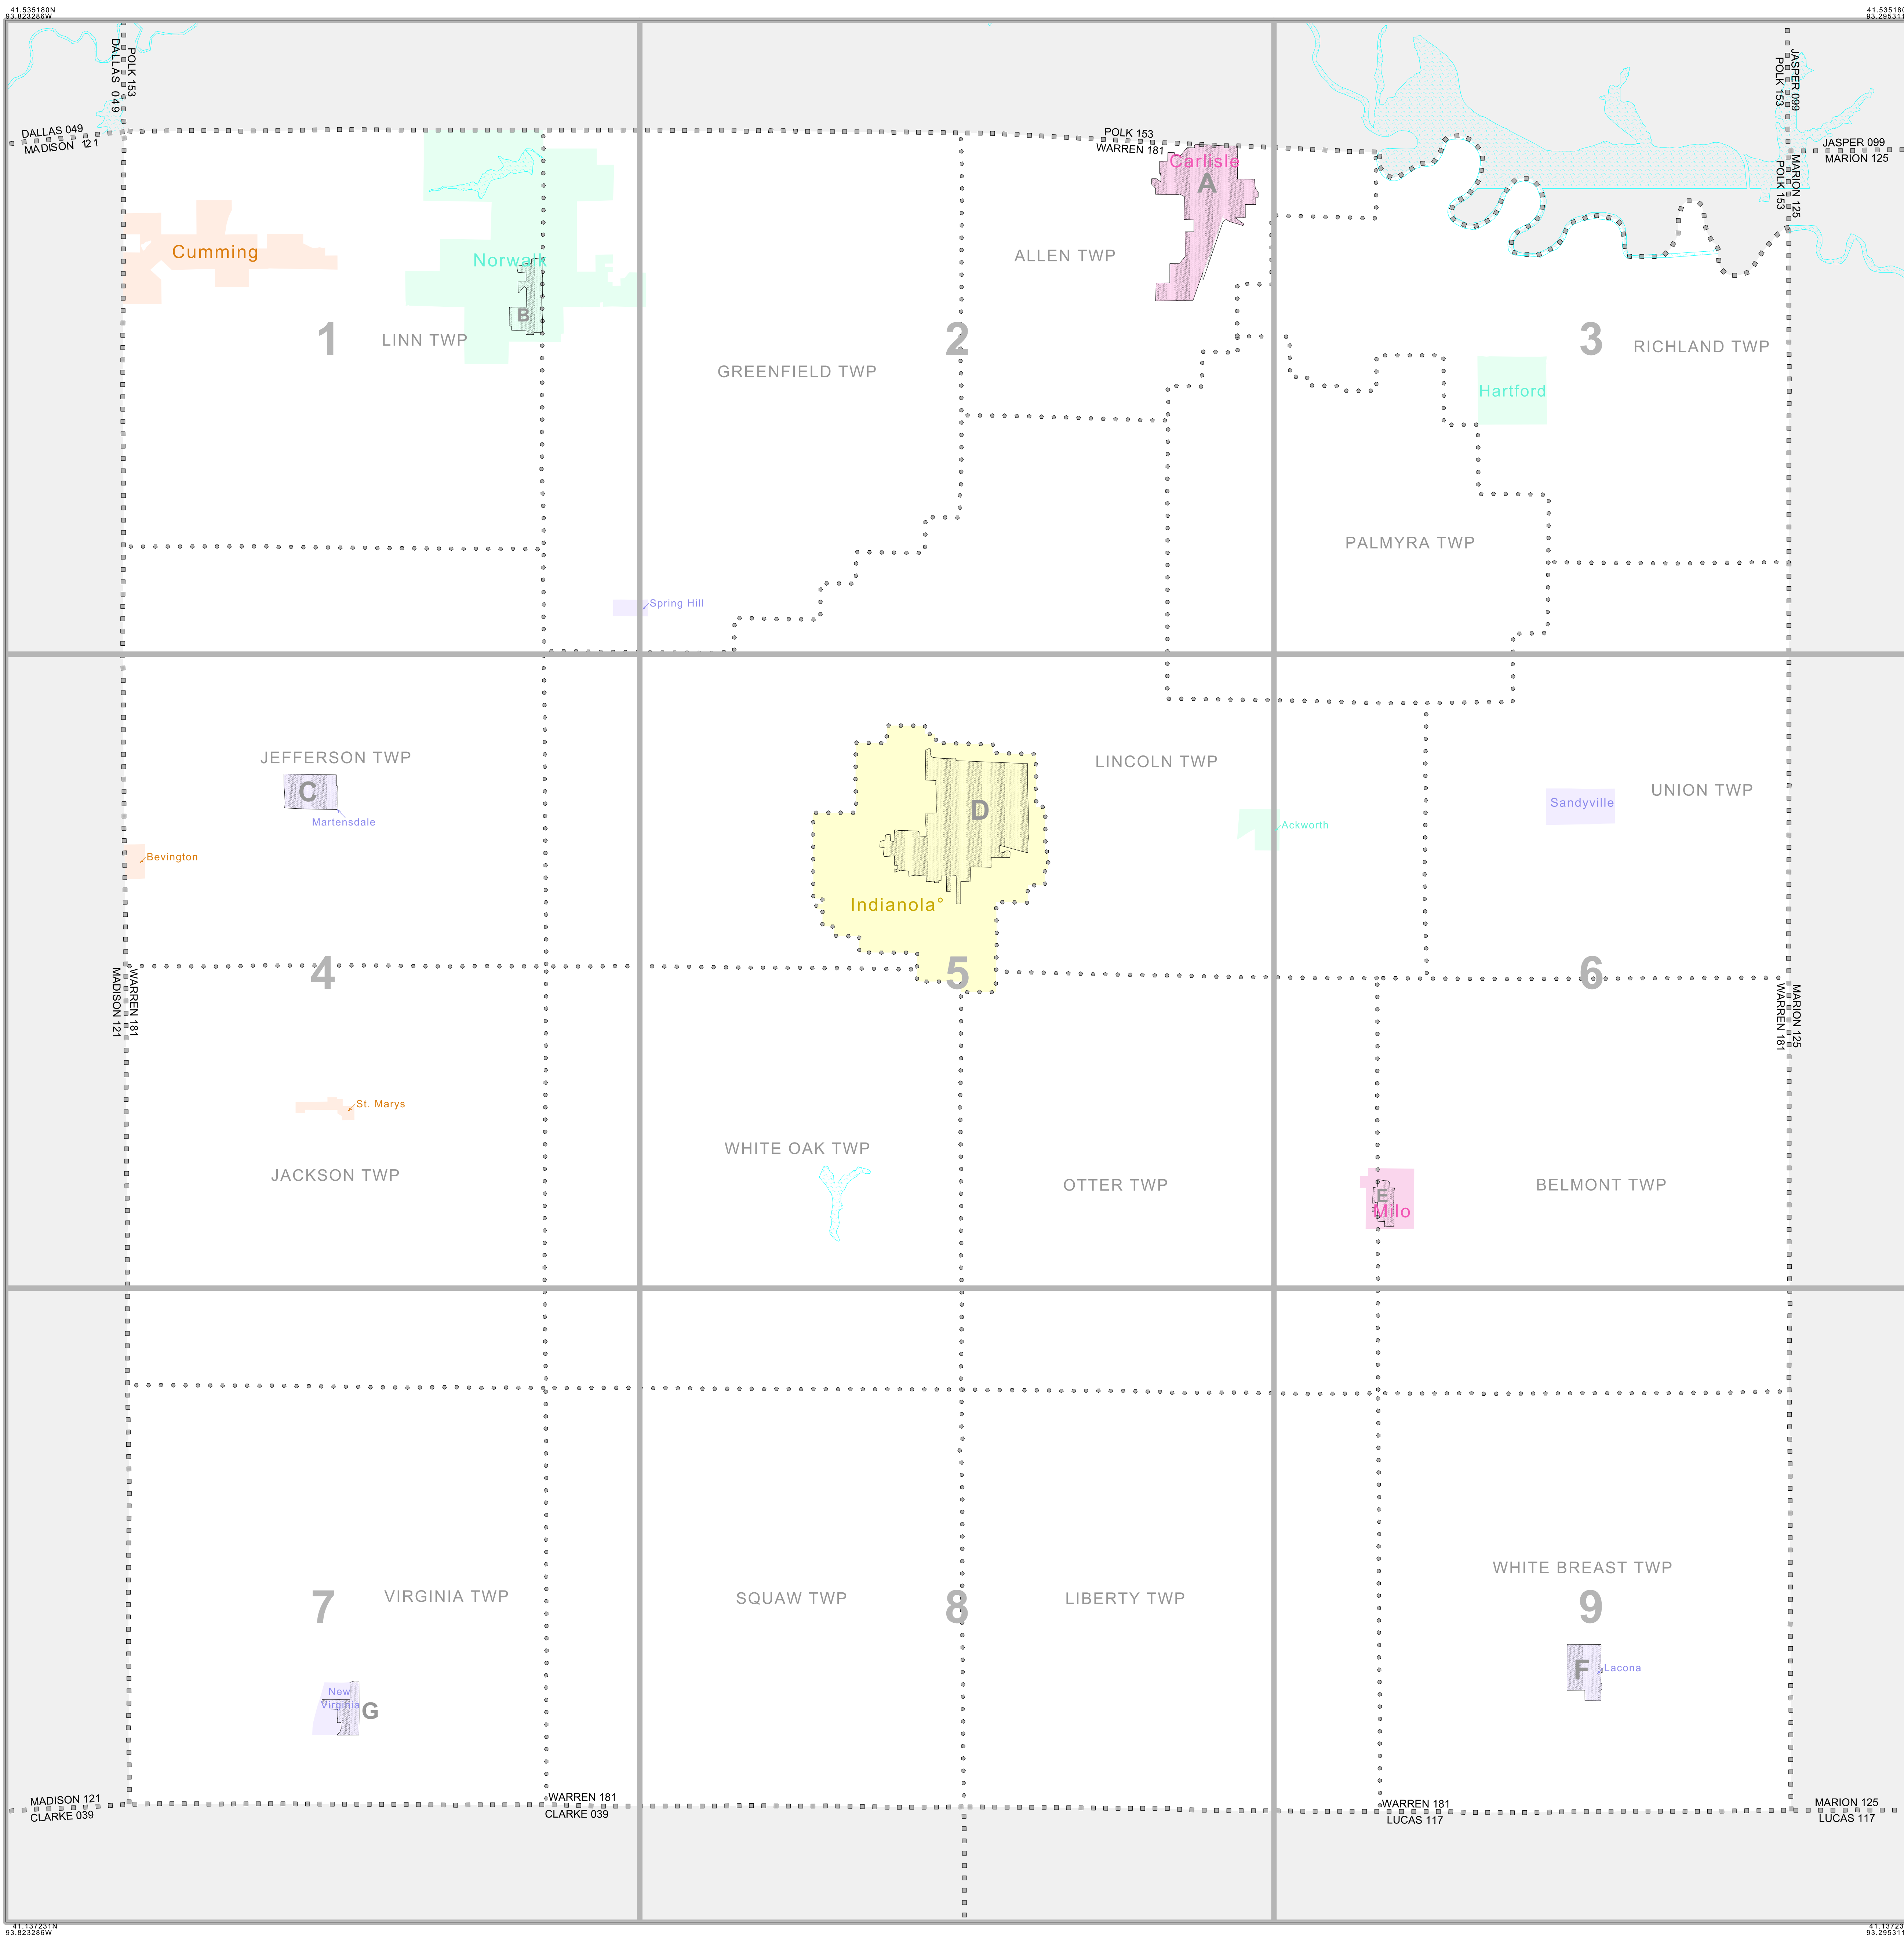 41.535180N
93.823286W
41.535180
93.295311
DALLAS 049
POLK 153
POLK 153
JASPER 099
DALLAS 049
MADISON 121
POLK 153
WARREN 181
JASPER 099
MARION 125
POLK 153
MARION 125
Carlisle
A
Cumming
Norwalk
B
ALLEN TWP
1
LINN TWP
2
GREENFIELD TWP
3
RICHLAND TWP
Hartford
PALMYRA TWP
Spring Hill
JEFFERSON TWP
C
Martensdale
Bevington
LINCOLN TWP
D
Indianola°
Ackworth
Sandyville
UNION TWP
4
5
6
MADISON 121
WARREN 181
WARREN 181
MARION 125
St. Marys
JACKSON TWP
WHITE OAK TWP
OTTER TWP
E
Milo
BELMONT TWP
7
VIRGINIA TWP
SQUAW TWP
8
LIBERTY TWP
WHITE BREAST TWP
9
New
Virginia
G
F
Lacona
MADISON 121
CLARKE 039
WARREN 181
CLARKE 039
WARREN 181
LUCAS 117
MARION 125
LUCAS 117
41.137231N
93.823286W
41.13723
93.295311